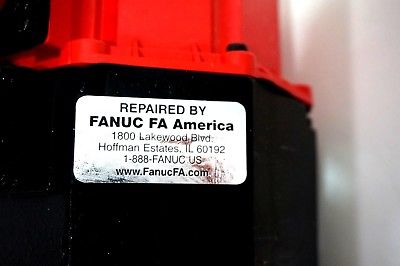 REPAIRED BY
FANUC FA America
1800 Lakewood Blvd.
Hoffman Estates, IL 60192
1-888-FANUC US
www.FanucFA.com